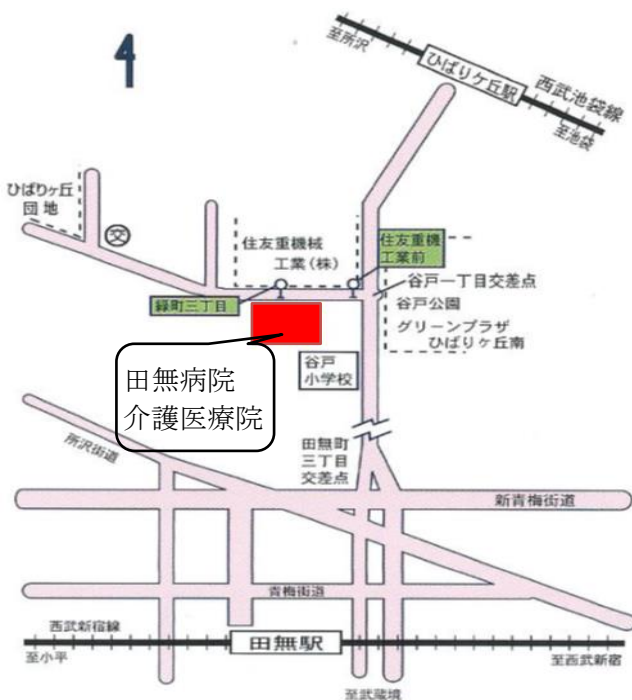 4
至所沢
ひばりケ丘駅
西武池袋線
至池袋
ひばりヶ丘
団地
交
住友重機械
工業(株)
住友重機
工業前
谷戸一丁目交差点
谷戸公園
グリーンプラザ
ひばりヶ丘南
緑町三丁目
田無病院
介護医療院
谷戸
小学校
所沢街道
田無町
三丁目
交差点
新青梅街道
青梅街道
西武新宿線
田無駅
至小平
至西武新宿
至武蔵境